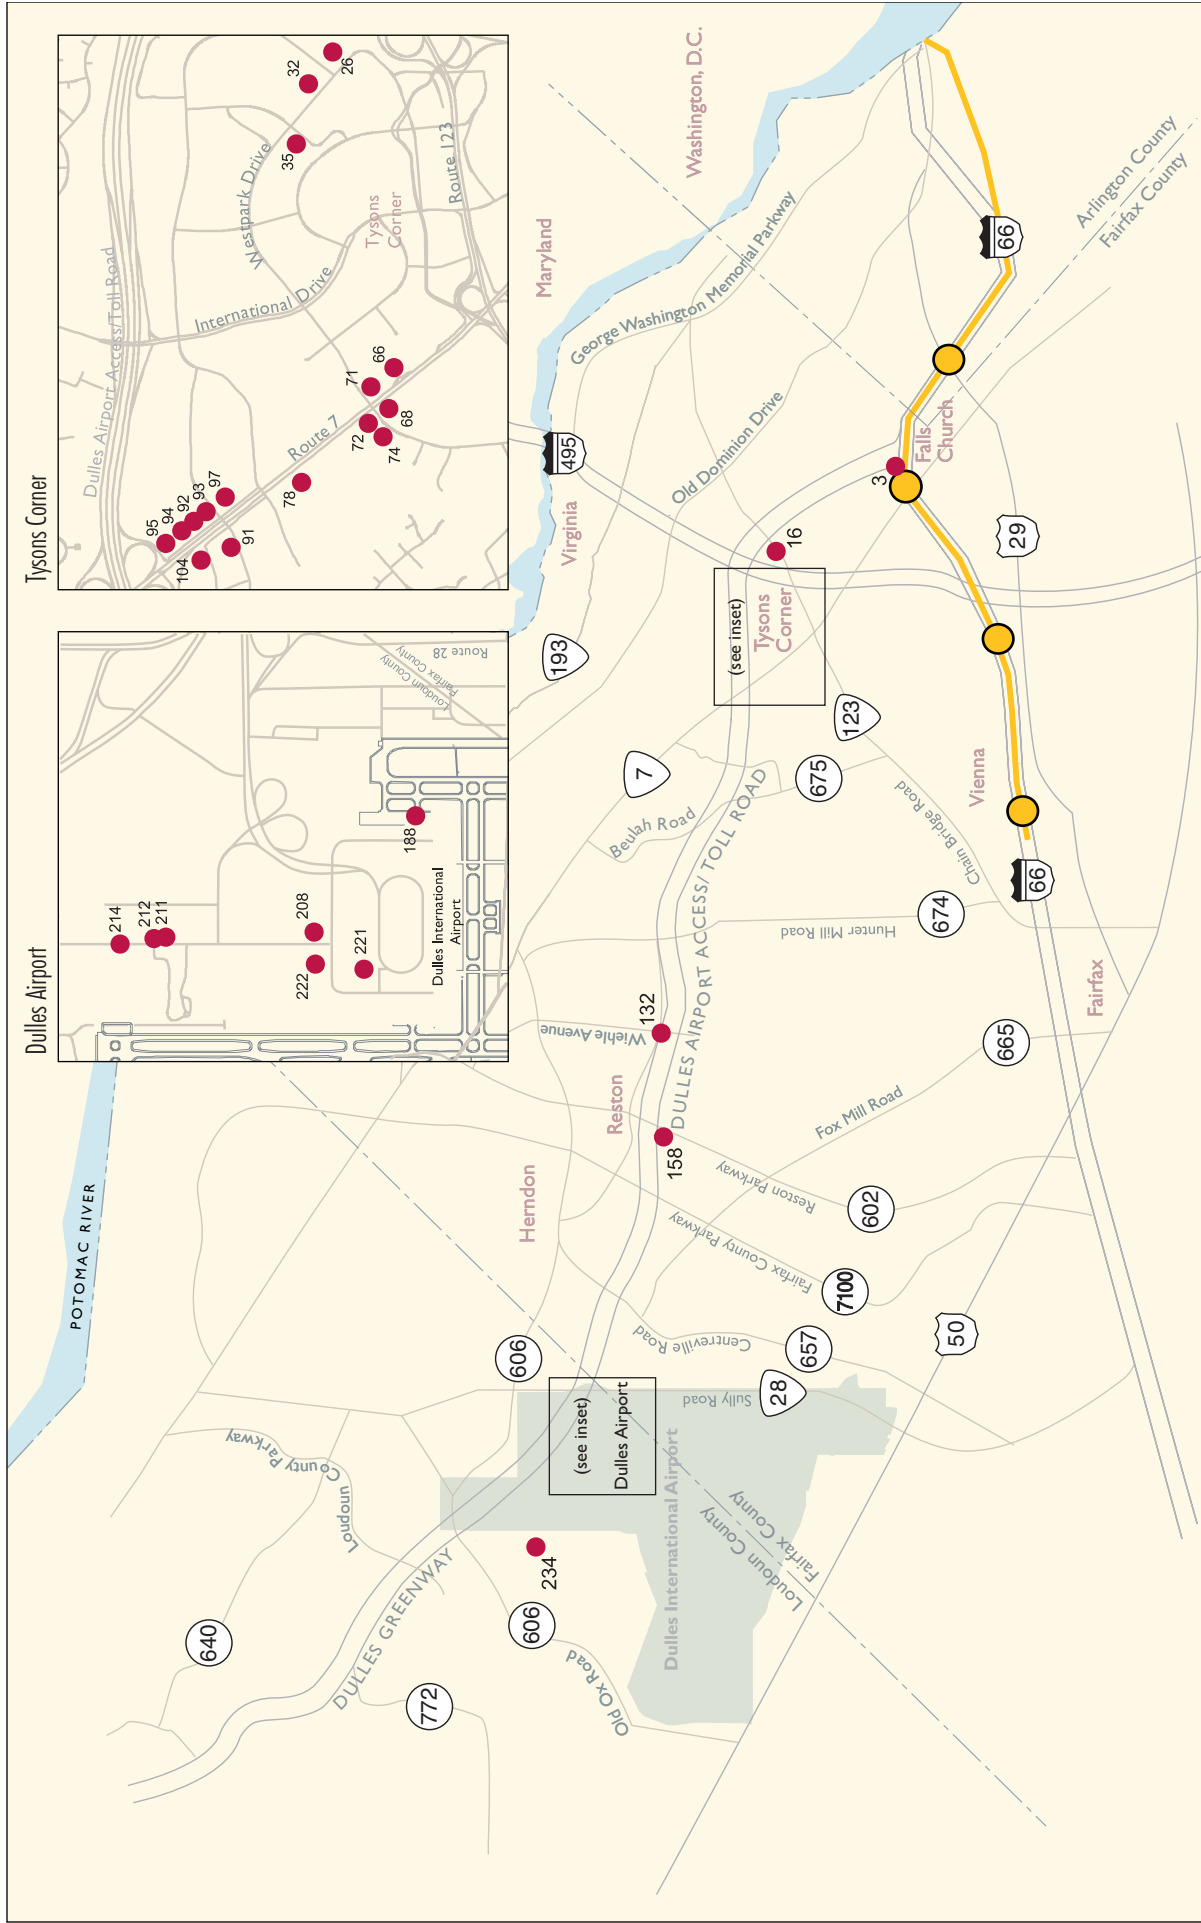 Dulles Airport
214
212
211
222
208
221
188
Dulles International
Airport
Loudoun County
Fairfax County
Route 28
Tysons Corner
Dulles Airport Access/Toll Road
95
94
92
93
97
104
91
78
Route 7
72
74
71
68
66
International Drive
Westpark Drive
35
32
26
Tysons
Corner
Route 123
POTOMAC RIVER
Loudoun
County Parkway
640
772
DULLES GREENWAY
606
Old Ox Road
234
606
(see inset)
Dulles Airport
Dulles International Airport
Loudoun County
Fairfax County
Sully Road
28
Centreville Road
657
50
Herndon
Fairfax County Parkway
7100
Reston
158
Reston Parkway
602
Fox Mill Road
665
Wiehle Avenue
132
DULLES AIRPORT ACCESS/ TOLL ROAD
Hunter Mill Road
674
Fairfax
66
Beulah Road
7
675
123
Chain Bridge Road
Vienna
193
(see inset)
Tysons
Corner
16
Virginia
495
Maryland
Old Dominion Drive
George Washington Memorial Parkway
Washington, D.C.
3
Falls
Church
29
66
Arlington County
Fairfax County